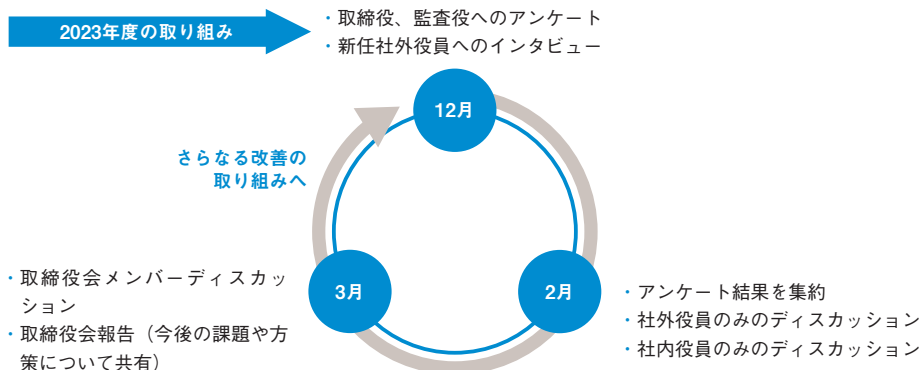 2023年度の取り組み
・取締役、監査役へのアンケート
・新任社外役員へのインタビュー
12月
さらなる改善の
取り組みへ
2月
・アンケート結果を集約
・社外役員のみのディスカッション
・社内役員のみのディスカッション
3月
・取締役会メンバーディスカッ
ション
・取締役会報告（今後の課題や方
策について共有）